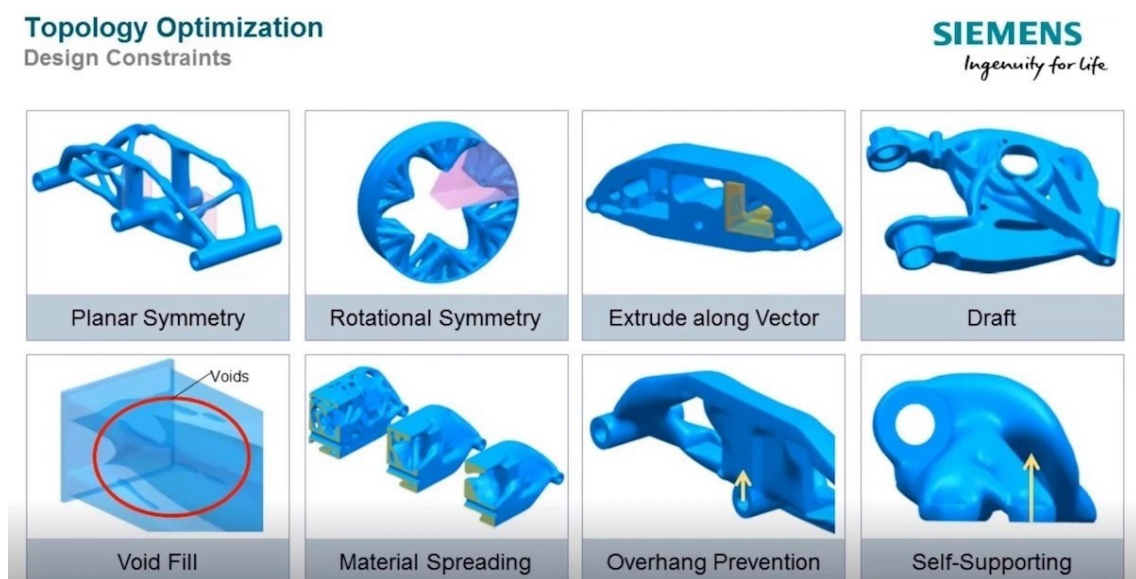 Topology Optimization
Design Constraints
SIEMENS
Ingenuity for life
Planar Symmetry
Rotational Symmetry
Extrude along Vector
Draft
Voids
Void Fill
Material Spreading
Overhang Prevention
Self-Supporting